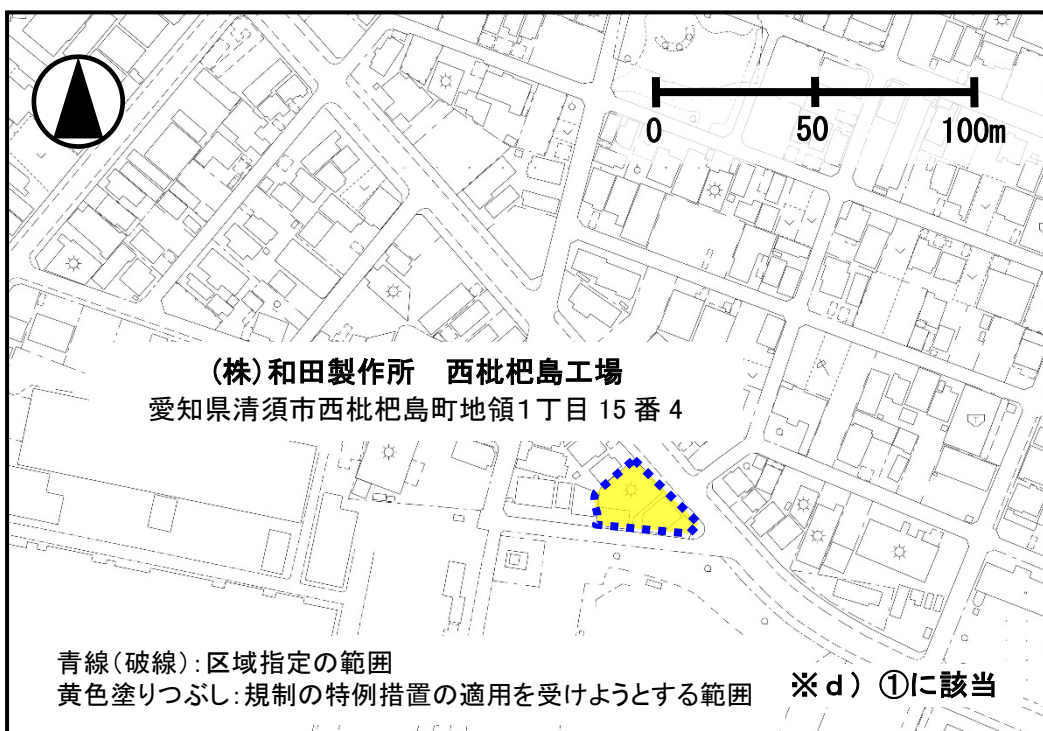 0 50 100m
(株)和田製作所 西枇杷島工場
愛知県清須市西枇杷島町地領1丁目 15 番 4
青線(破線):区域指定の範囲
黄色塗りつぶし:規制の特例措置の適用を受けようとする範囲
※d) ①に該当